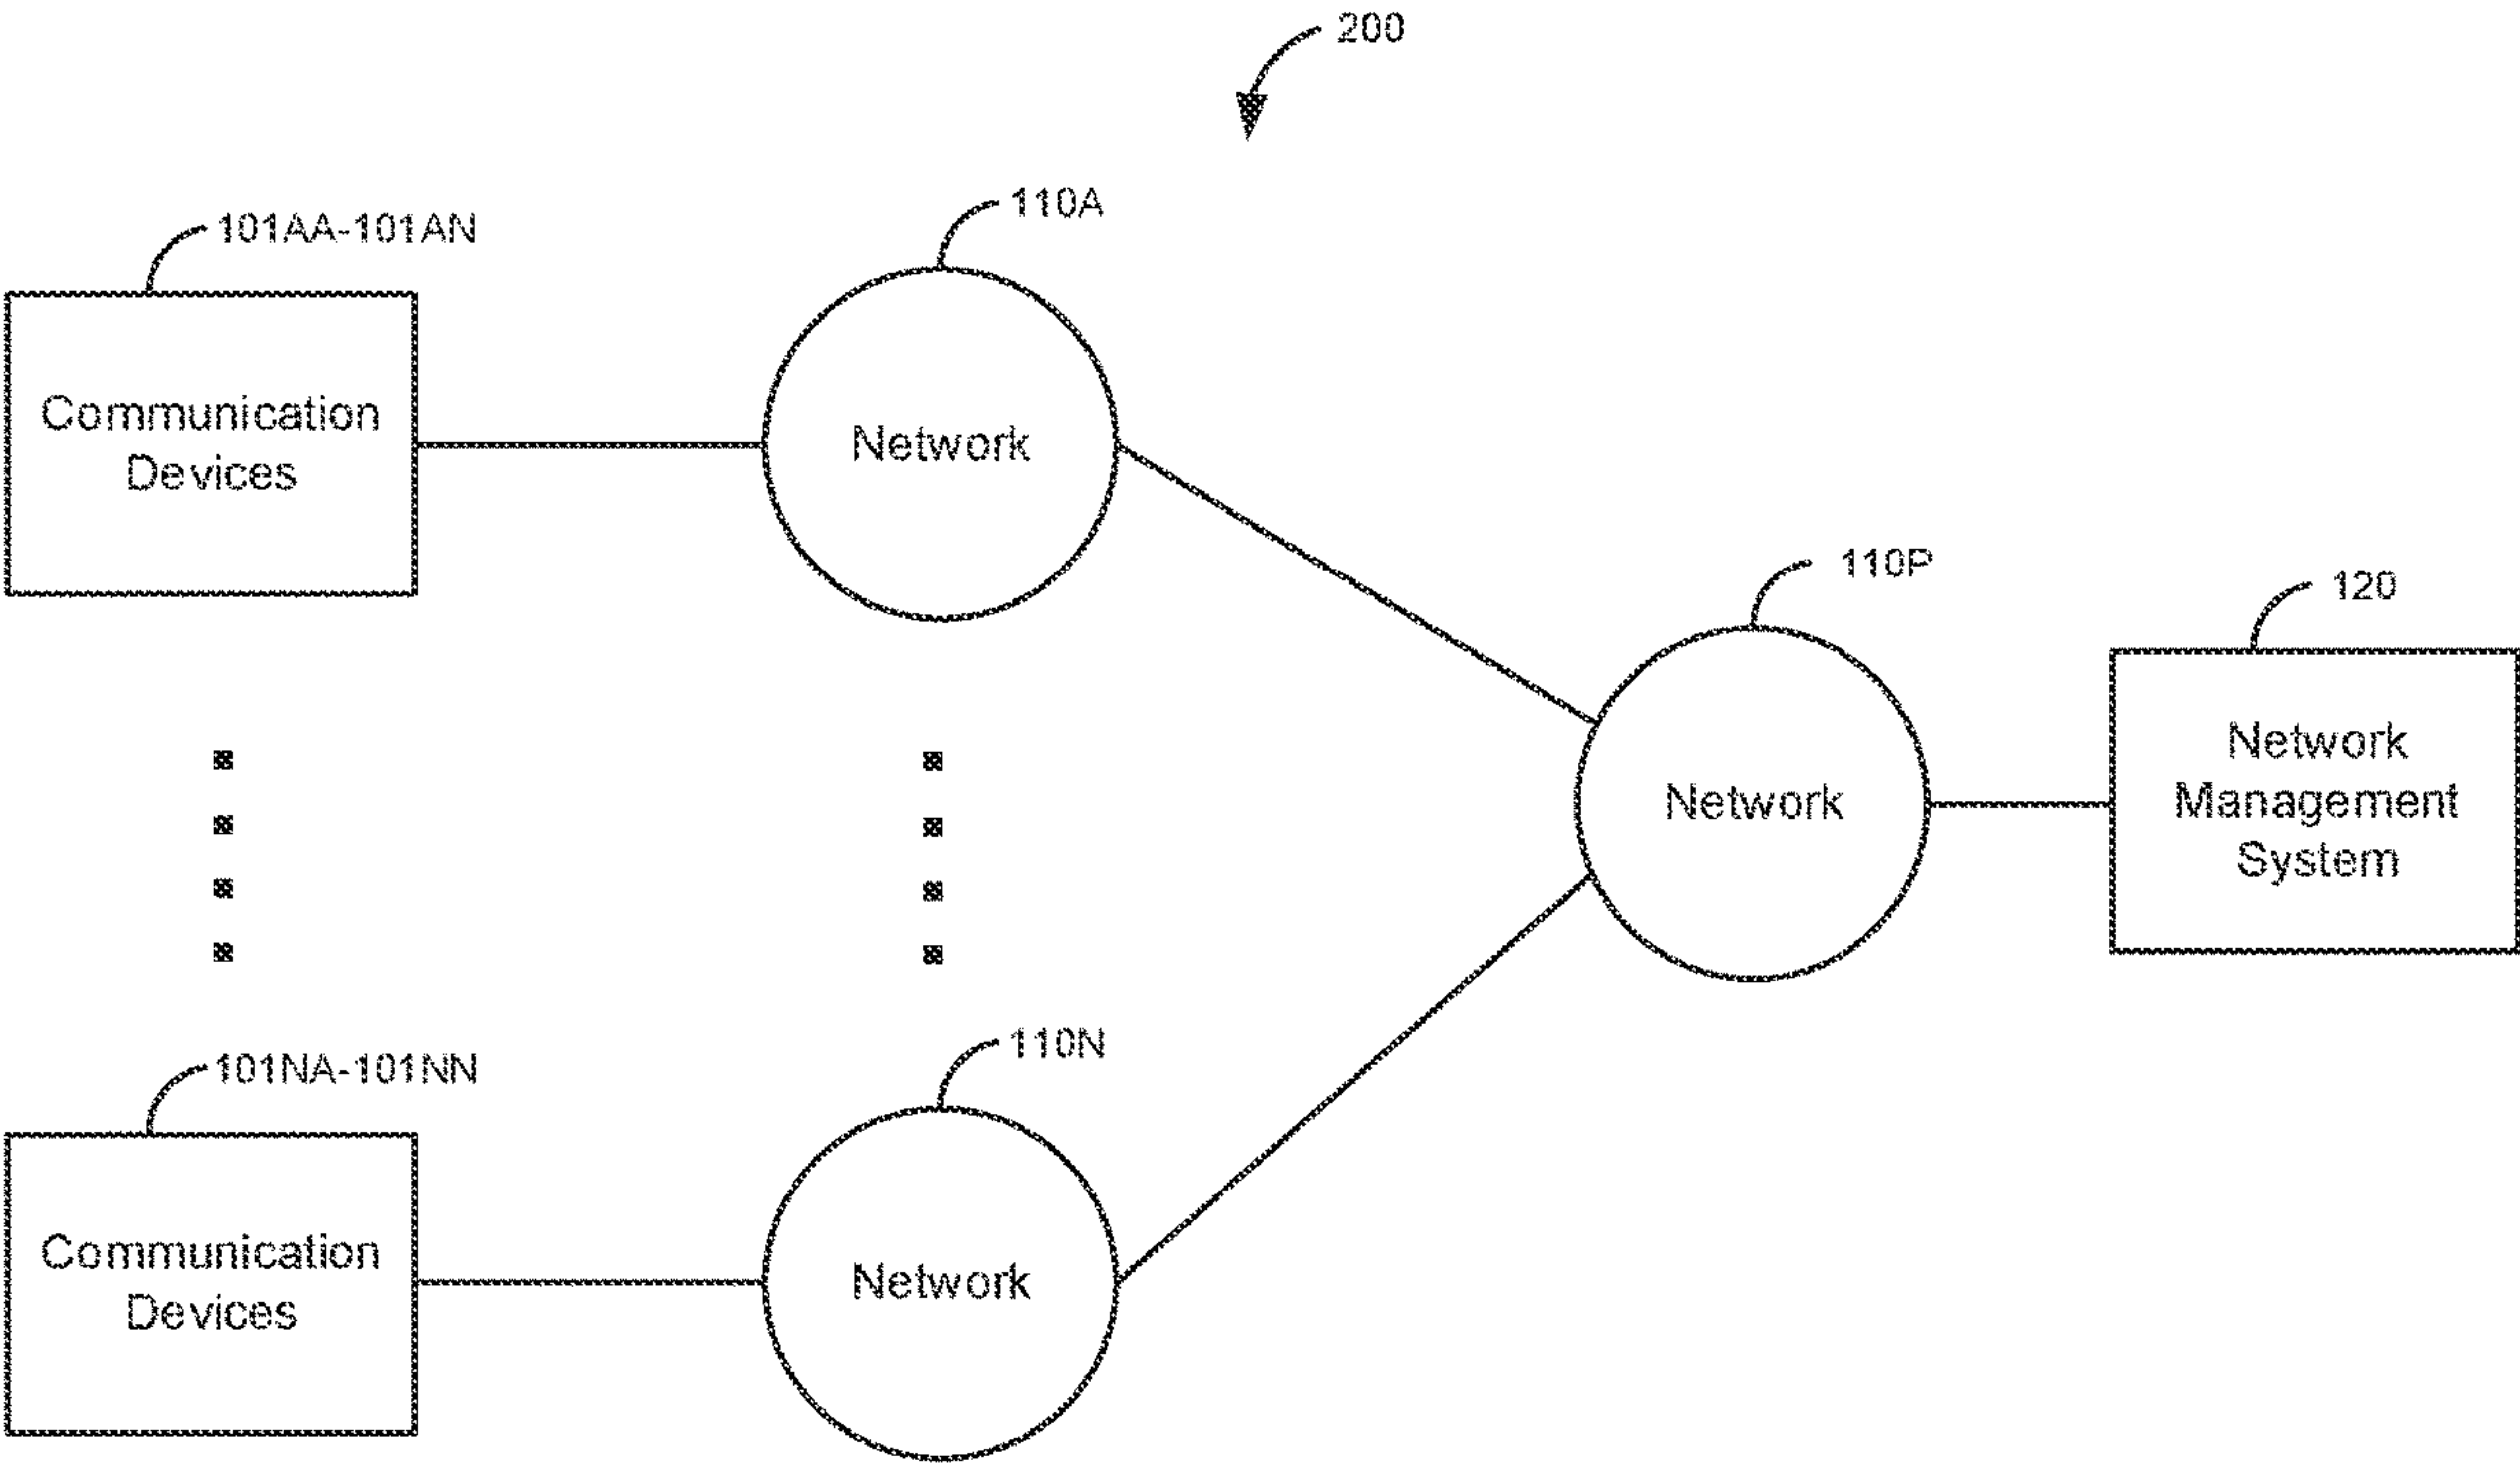 200
110A
101AA-101AN
Communication
Devices
Network
110P
120
Network
Network
Management
System
110N
101NA-101NN
Communication
Devices
Network